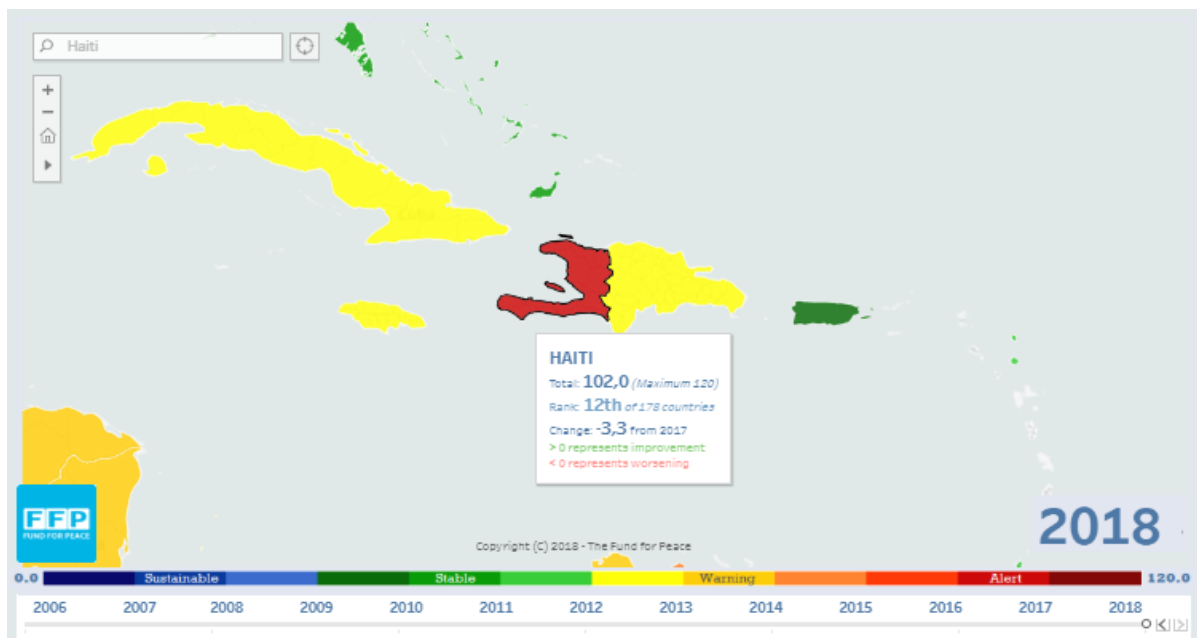 Haiti
Cuba
HAITI
Total: 102,0 (Maximum 120)
Rank: 12th of 178 countries
Change: -3,3 from 2017
> 0 represents improvement
< 0 represents worsening
FFP
FUND FOR PEACE
2018
Copyright (C) 2018 - The Fund for Peace
0.0 Sustainable Stable Warning Alert 120.0
2006 2007 2008 2009 2010 2011 2012 2013 2014 2015 2016 2017 2018